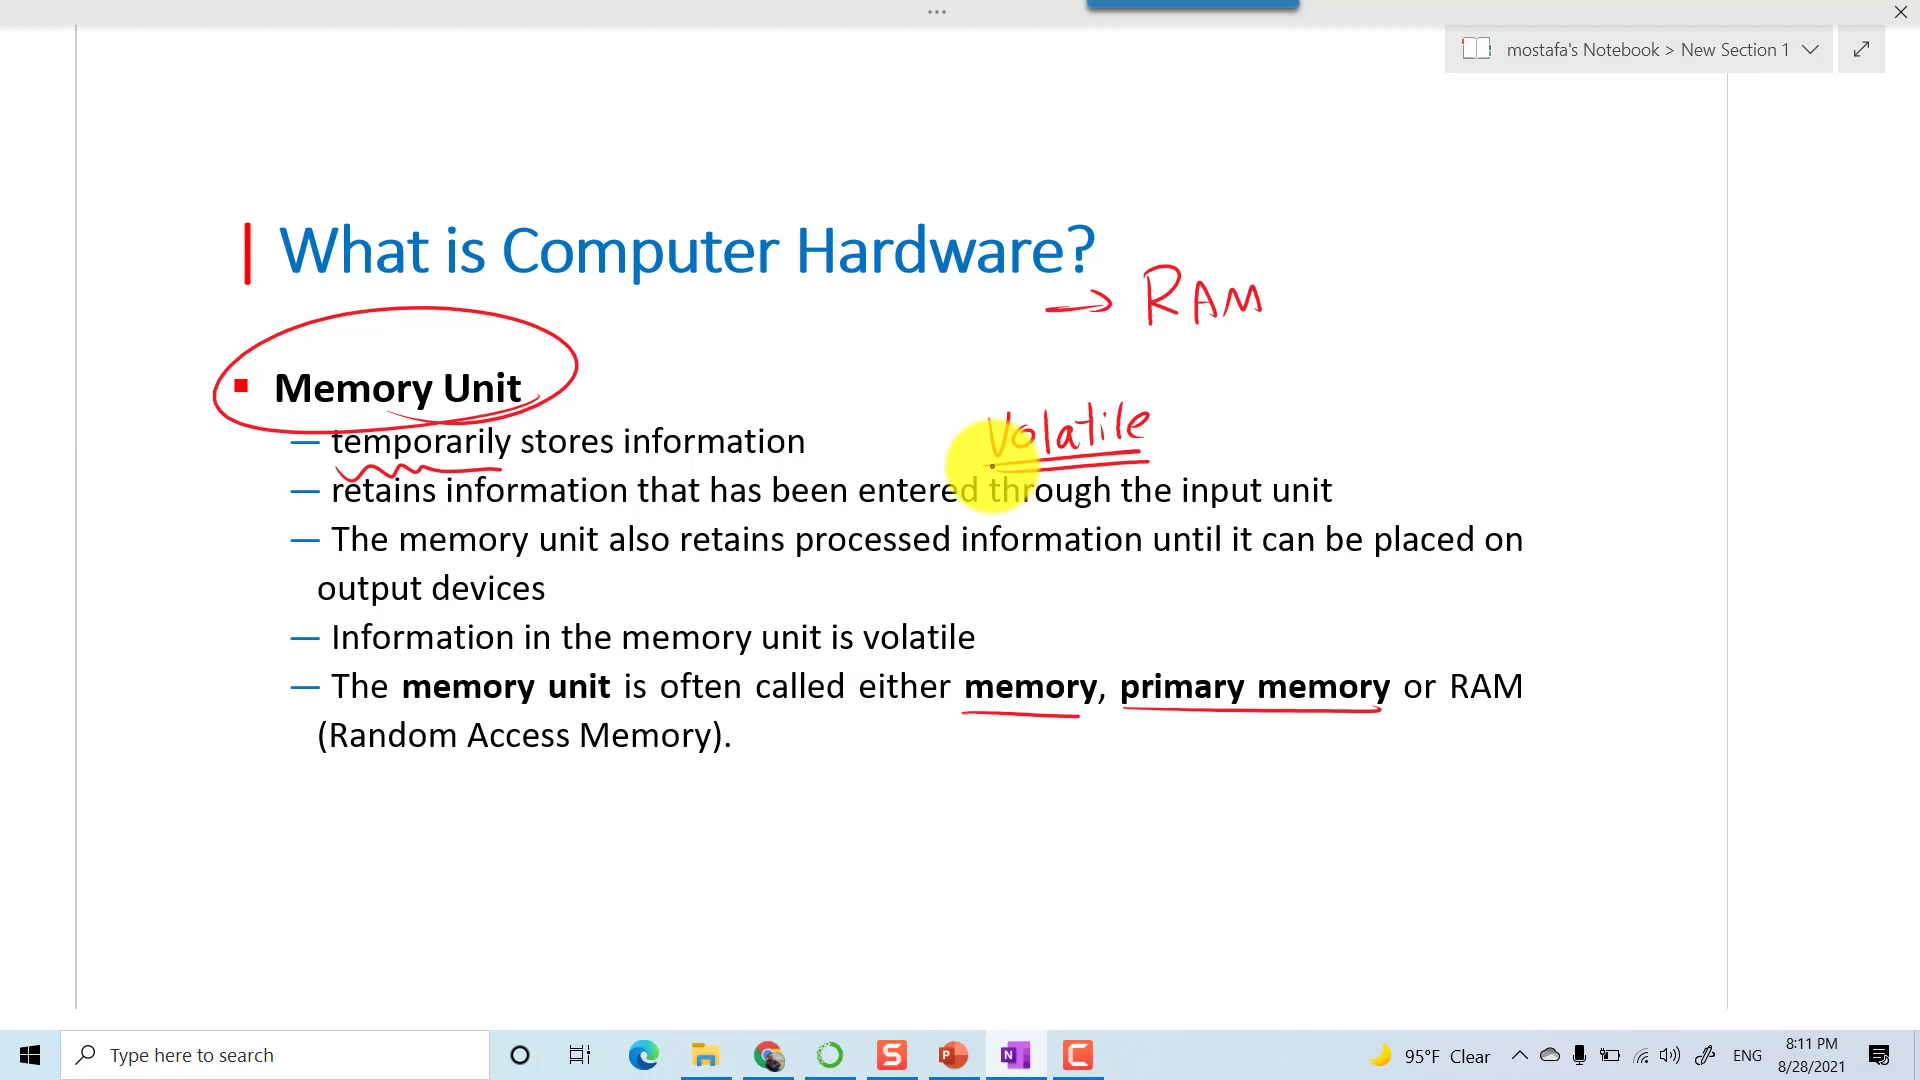 mostafa's Notebook > New Section 1
What is Computer Hardware?
→ RAM
▪ Memory Unit
Volatile
— temporarily stores information
— retains information that has been entered through the input unit
— The memory unit also retains processed information until it can be placed on
output devices
— Information in the memory unit is volatile
— The memory unit is often called either memory, primary memory or RAM
(Random Access Memory).
Type here to search
95°F Clear
ENG
8:11 PM
8/28/2021